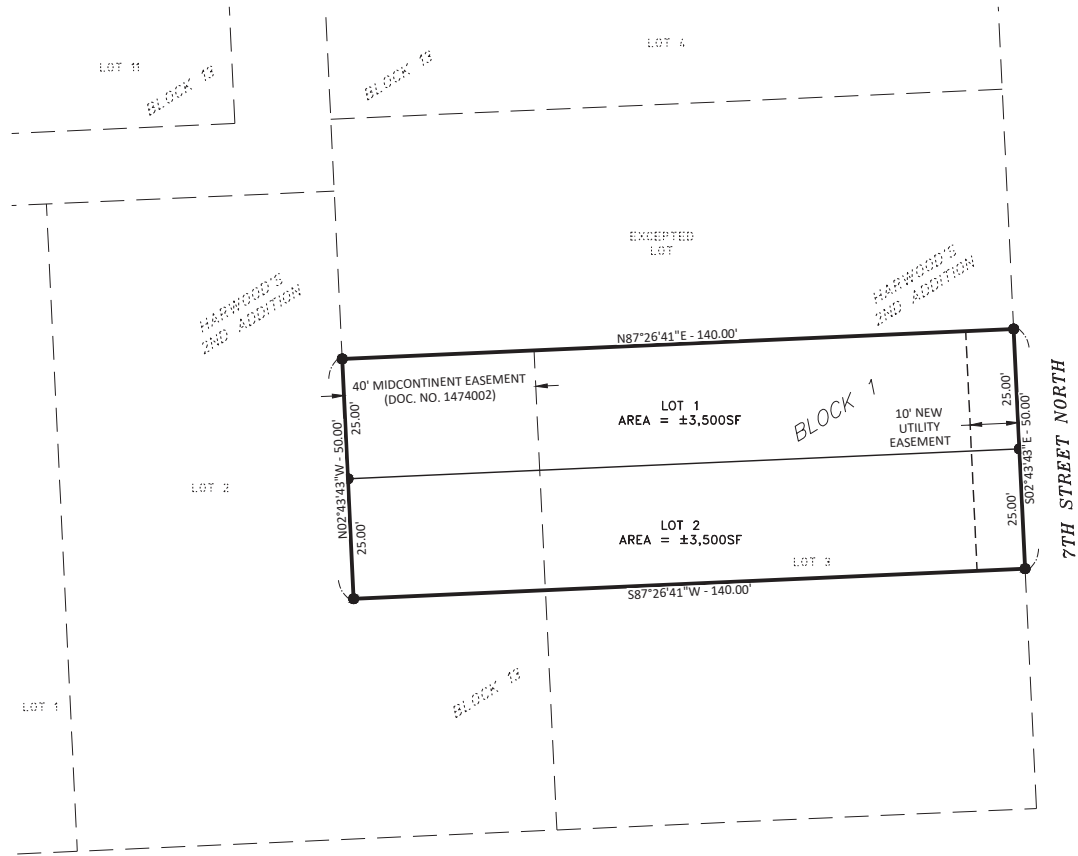 LOT 11
BLOCK 13
BLOCK 13
LOT 4
EXCEPTED
LOT
HARWOOD'S
2ND ADDITION
HARWOOD'S
2ND ADDITION
N87°26'41"E - 140.00'
40' MIDCONTINENT EASEMENT
(DOC. NO. 1474002)
25.00'
N02°43'43"W - 50.00'
25.00'
LOT 1
AREA = ±3,500SF
BLOCK 1
10' NEW
UTILITY
EASEMENT
25.00'
S02°43'43"E - 50.00'
25.00'
7TH STREET NORTH
LOT 2
LOT 2
AREA = ±3,500SF
LOT 3
S87°26'41"W - 140.00'
LOT 1
BLOCK 13